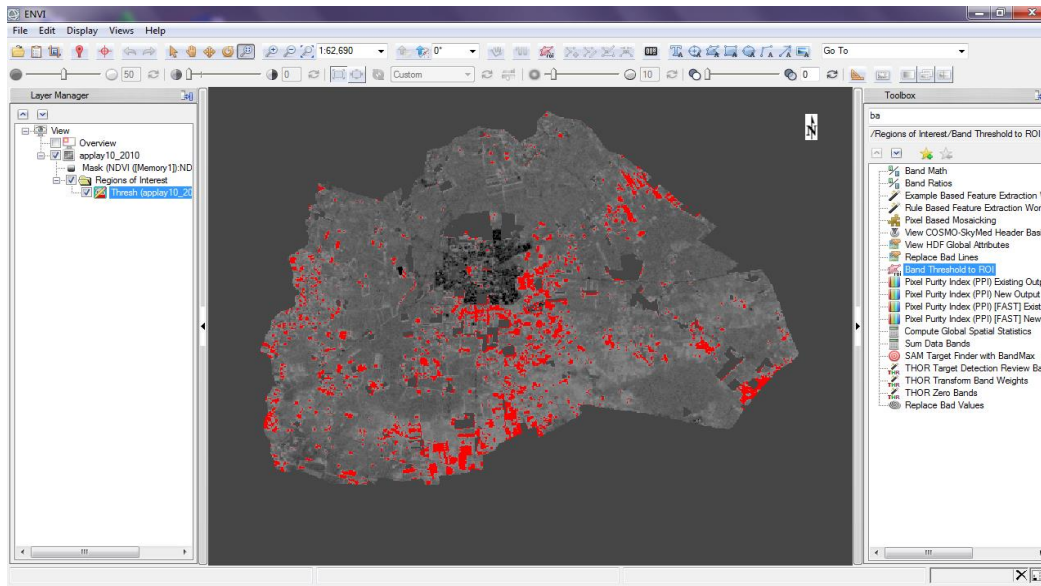 ENVI
File Edit Display Views Help
1:62,690 0° Go To
50 0 Custom 10 0
Layer Manager
View
Overview
applay10_2010
Mask (NDVI ([Memory1]):ND
Regions of Interest
Thresh (applay10_20
N
Toolbox
ba
/Regions of Interest/Band Threshold to ROI
Band Math
Band Ratios
Example Based Feature Extraction
Rule Based Feature Extraction Wor
Pixel Based Mosaicking
View COSMO-SkyMed Header Basi
View HDF Global Attributes
Replace Bad Lines
Band Threshold to ROI
Pixel Purity Index (PPI) Existing Outp
Pixel Purity Index (PPI) New Output
Pixel Purity Index (PPI) [FAST] Exist
Pixel Purity Index (PPI) [FAST] New
Compute Global Spatial Statistics
Sum Data Bands
SAM Target Finder with BandMax
THOR Target Detection Review Ba
THOR Transform Band Weights
THOR Zero Bands
Replace Bad Values